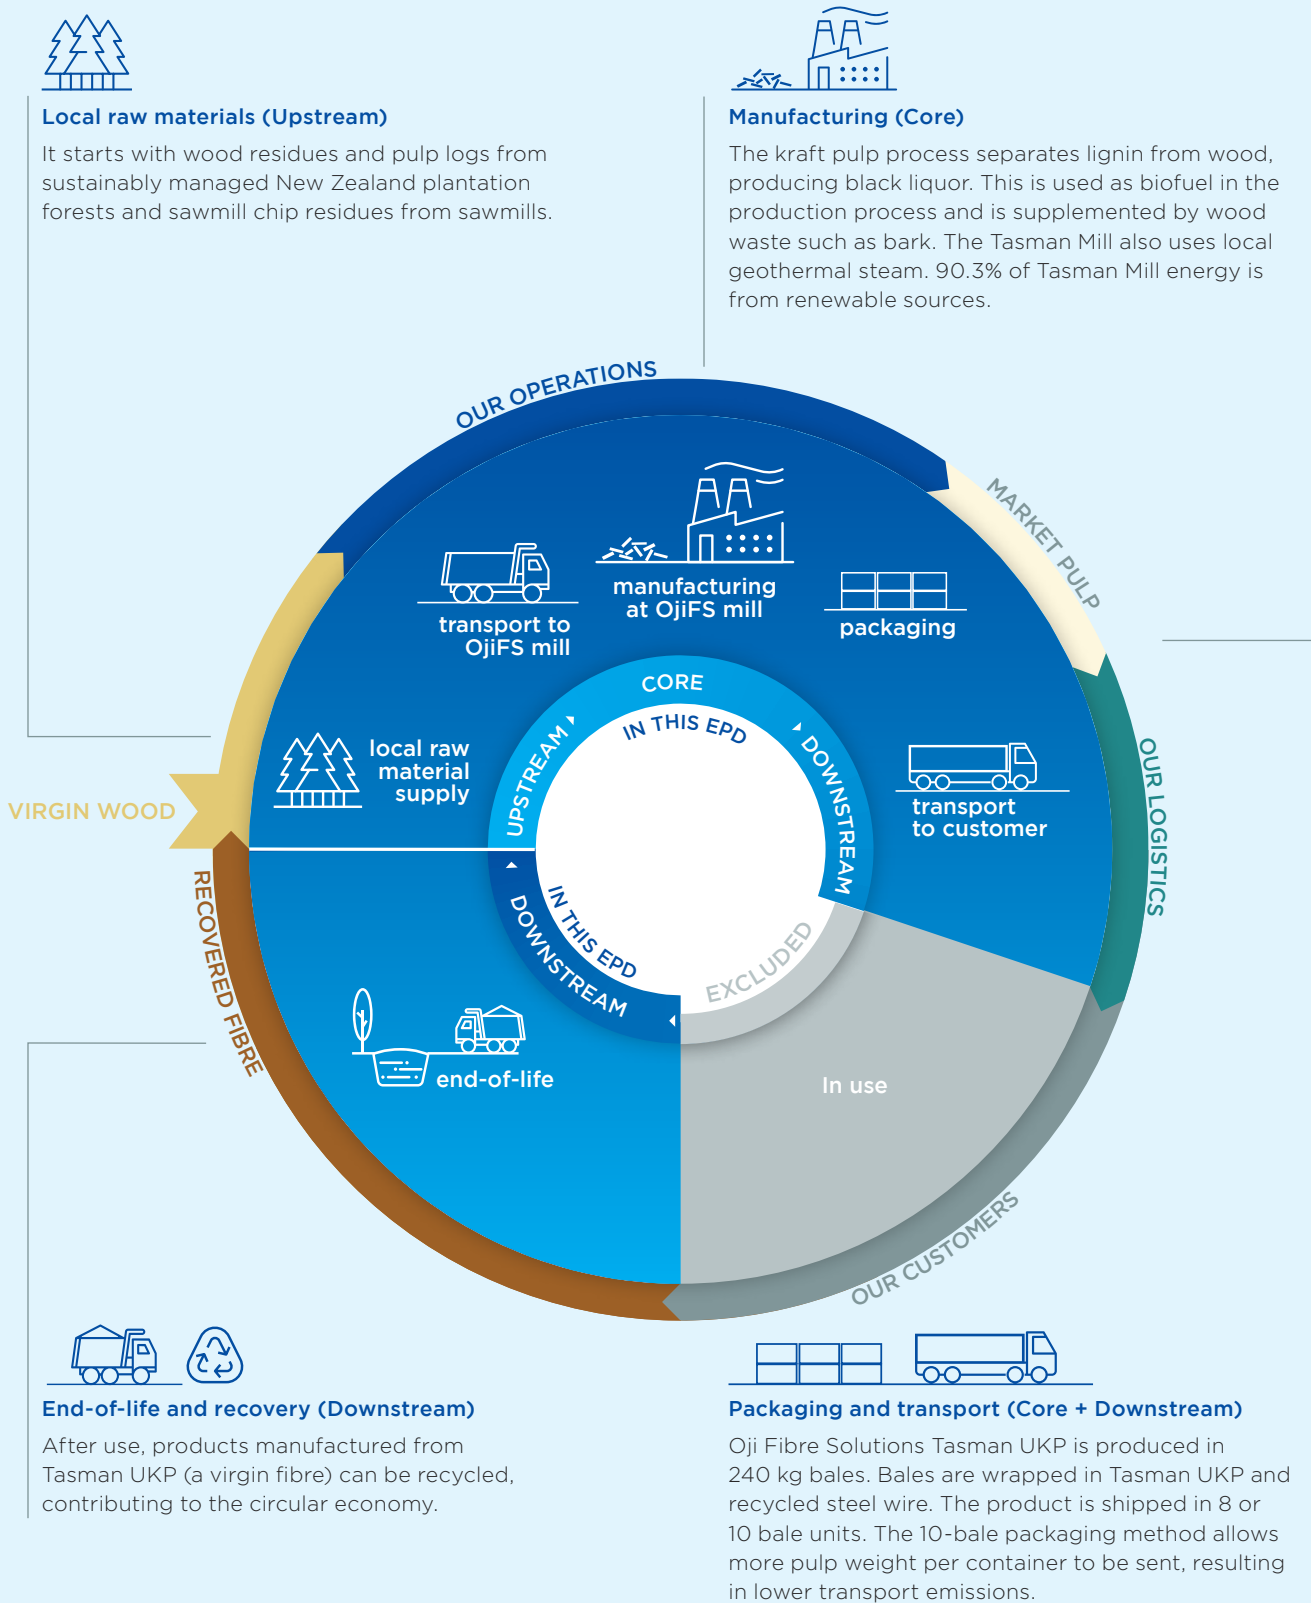 Local raw materials (Upstream)
It starts with wood residues and pulp logs from
sustainably managed New Zealand plantation
forests and sawmill chip residues from sawmills.
Manufacturing (Core)
The kraft pulp process separates lignin from wood,
producing black liquor. This is used as biofuel in the
production process and is supplemented by wood
waste such as bark. The Tasman Mill also uses local
geothermal steam. 90.3% of Tasman Mill energy is
from renewable sources.
OUR OPERATIONS
MARKET PULP
OUR LOGISTICS
OUR CUSTOMERS
RECOVERED FIBRE
VIRGIN WOOD
local raw
material
supply
transport to
OjiFS mill
manufacturing
at OjiFS mill
packaging
transport
to customer
In use
end-of-life
UPSTREAM
CORE
DOWNSTREAM
IN THIS EPD
EXCLUDED
DOWNSTREAM
IN THIS EPD
End-of-life and recovery (Downstream)
After use, products manufactured from
Tasman UKP (a virgin fibre) can be recycled,
contributing to the circular economy.
Packaging and transport (Core + Downstream)
Oji Fibre Solutions Tasman UKP is produced in
240 kg bales. Bales are wrapped in Tasman UKP and
recycled steel wire. The product is shipped in 8 or
10 bale units. The 10-bale packaging method allows
more pulp weight per container to be sent, resulting
in lower transport emissions.